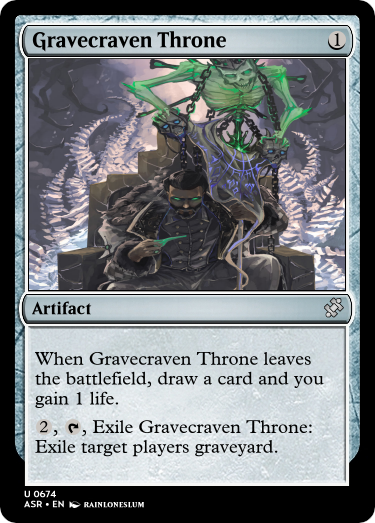 Gravecraven Throne 1
Artifact
When Gravecraven Throne leaves
the battlefield, draw a card and you
gain 1 life.
2, , Exile Gravecraven Throne:
Exile target players graveyard.
U 0674
ASR • EN RAINLONESLUM